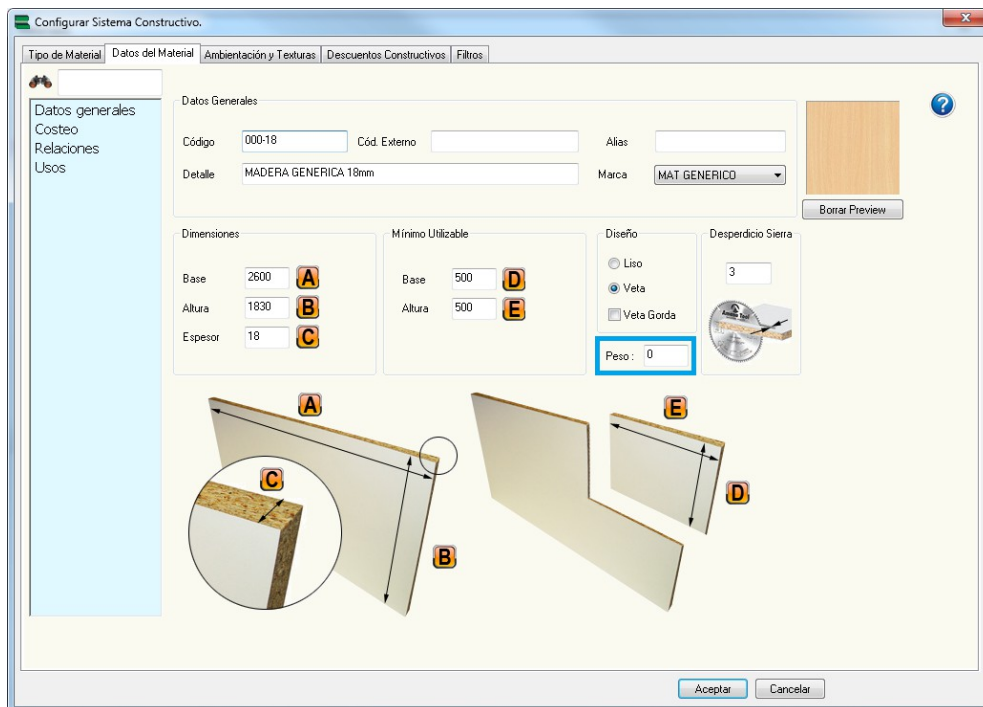 Configurar Sistema Constructivo.
Tipo de Material Datos del Material Ambientación y Texturas Descuentos Constructivos Filtros
Datos generales
Costeo
Relaciones
Usos
Datos Generales
Código 000-18 Cód. Externo Alias
Detalle MADERA GENERICA 18mm Marca MAT GENERICO
Borrar Preview
Dimensiones
Base 2600 A
Altura 1830 B
Espesor 18 C
Mínimo Utilizable
Base 500 D
Altura 500 E
Diseño
Liso
Veta
Veta Gorda
Peso : 0
Desperdicio Sierra
3
A
C
B
E
D
Aceptar Cancelar